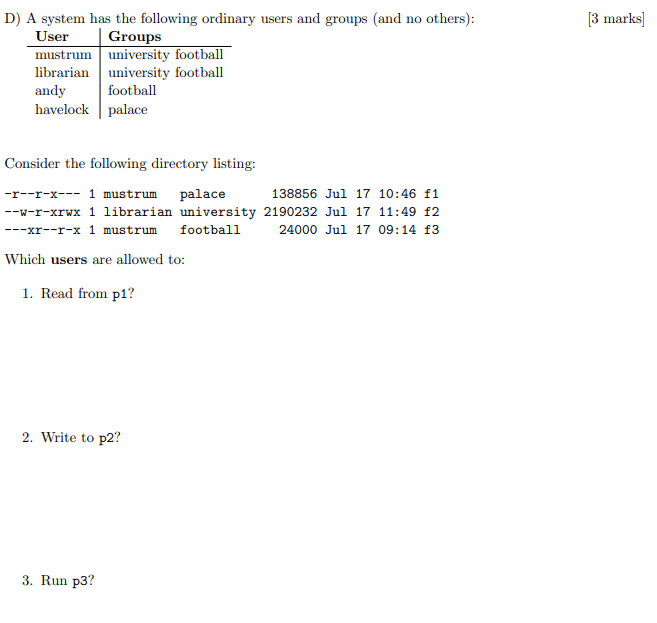 D) A system has the following ordinary users and groups (and no others): [3 marks]
User Groups
mustrum university football
librarian university football
andy football
havelock palace
Consider the following directory listing:
-r--r-x--- 1 mustrum palace 138856 Jul 17 10:46 f1
--w-r-xrwx 1 librarian university 2190232 Jul 17 11:49 f2
---xr--r-x 1 mustrum football 24000 Jul 17 09:14 f3
Which users are allowed to:
1. Read from p1?
2. Write to p2?
3. Run p3?